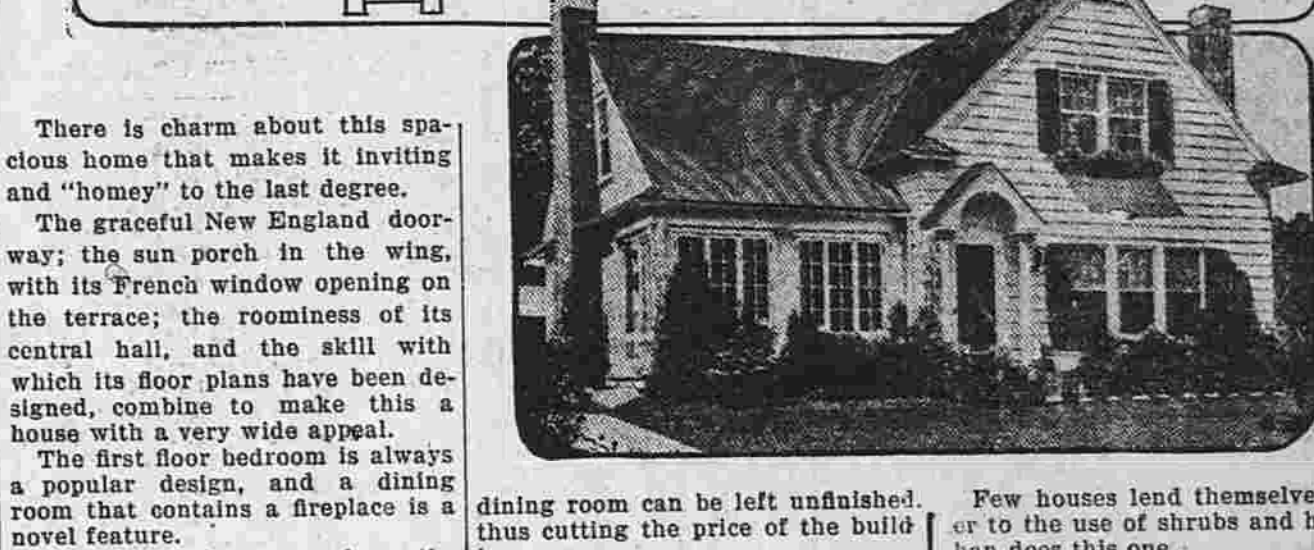 There is charm about this spa-
cious home that makes it inviting
and "homey" to the last degree.
The graceful New England door-
way; the sun porch in the wing,
with its French window opening on
the terrace; the roominess of its
central hall, and the skill with
which its floor plans have been de-
signed, combine to make this a
house with a very wide appeal.
The first floor bedroom is always
a popular design, and a dining
room that contains a fireplace is a
novel feature.
dining room can be left unfinished.
thus cutting the price of the build
Few houses lend themselve
er to the use of shrubs and
does this one